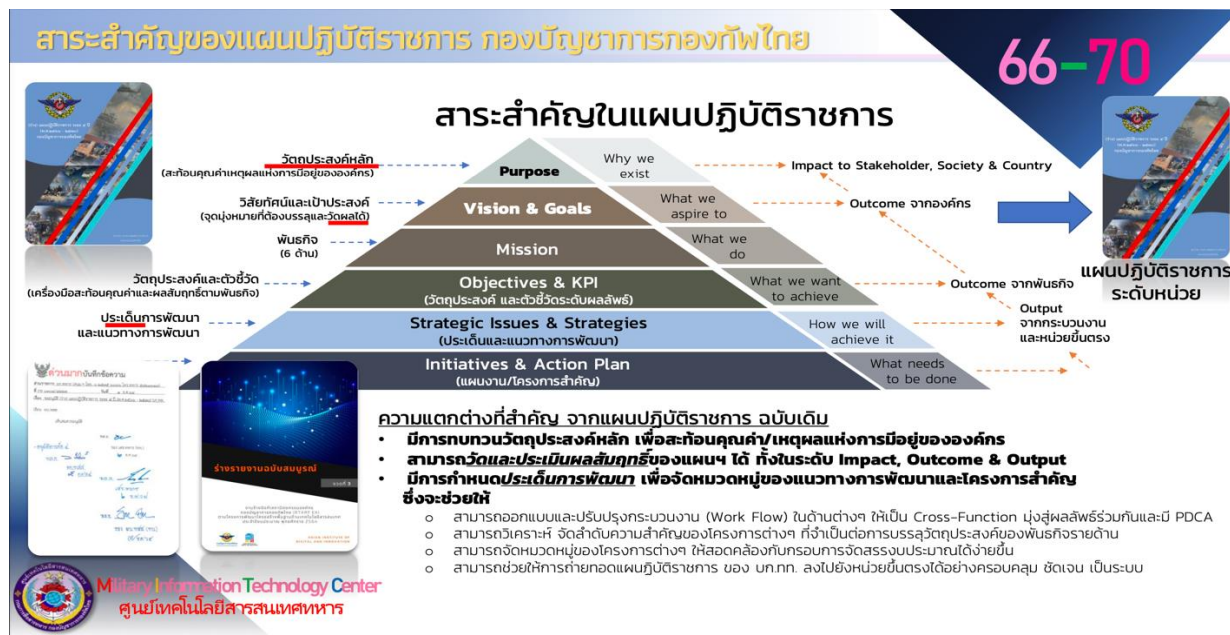 สาระสำคัญของแผนปฏิบัติราชการ กองบัญชาการกองทัพไทย
66-70
สาระสำคัญในแผนปฏิบัติราชการ
วัตถุประสงค์หลัก
(สะท้อนคุณค่าเหตุผลแห่งการมีอยู่ขององค์กร)
Purpose
Why we
exist
Impact to Stakeholder, Society & Country
วิสัยทัศน์และเป้าประสงค์
(จุดมุ่งหมายที่ต้องบรรลุและวัดผลได้)
Vision & Goals
What we
aspire to
Outcome จากองค์กร
พันธกิจ
(6 ด้าน)
Mission
What we
do
วัตถุประสงค์และตัวชี้วัด
(เครื่องมือสะท้อนคุณค่าและผลสัมฤทธิ์ตามพันธกิจ)
Objectives & KPI
(วัตถุประสงค์ และตัวชี้วัดระดับผลลัพธ์)
What we want
to achieve
Outcome จากพันธกิจ
แผนปฏิบัติราชการ
ระดับหน่วย
ประเด็นการพัฒนา
และแนวทางการพัฒนา
Strategic Issues & Strategies
(ประเด็นและแนวทางการพัฒนา)
How we will
achieve it
Output
จากกระบวนงาน
และหน่วยขึ้นตรง
Initiatives & Action Plan
(แผนงาน/โครงการสำคัญ)
What needs
to be done
ด่วนมาก บันทึกข้อความ
ร่างรายงานฉบับสมบูรณ์
ความแตกต่างที่สำคัญ จากแผนปฏิบัติราชการ ฉบับเดิม
• มีการทบทวนวัตถุประสงค์หลัก เพื่อสะท้อนคุณค่า/เหตุผลแห่งการมีอยู่ขององค์กร
• สามารถวัดและประเมินผลสัมฤทธิ์ของแผนฯ ได้ ทั้งในระดับ Impact, Outcome & Output
• มีการกำหนดประเด็นการพัฒนา เพื่อจัดหมวดหมู่ของแนวทางการพัฒนาและโครงการสำคัญ
ซึ่งจะช่วยให้
o สามารถออกแบบและปรับปรุงกระบวนงาน (Work Flow) ในด้านต่างๆ ให้เป็น Cross-Function มุ่งสู่ผลลัพธ์ร่วมกันและมี PDCA
o สามารถวิเคราะห์ จัดลำดับความสำคัญของโครงการต่างๆ ที่จำเป็นต่อการบรรลุวัตถุประสงค์ของพันธกิจรายด้าน
o สามารถจัดหมวดหมู่ของโครงการต่างๆ ให้สอดคล้องกับกรอบการจัดสรรงบประมาณได้ง่ายขึ้น
o สามารถช่วยให้การถ่ายทอดแผนปฏิบัติราชการ ของ บก.ทท. ลงไปยังหน่วยขึ้นตรงได้อย่างครอบคลุม ชัดเจน เป็นระบบ
Military Information Technology Center
ศูนย์เทคโนโลยีสารสนเทศทหาร